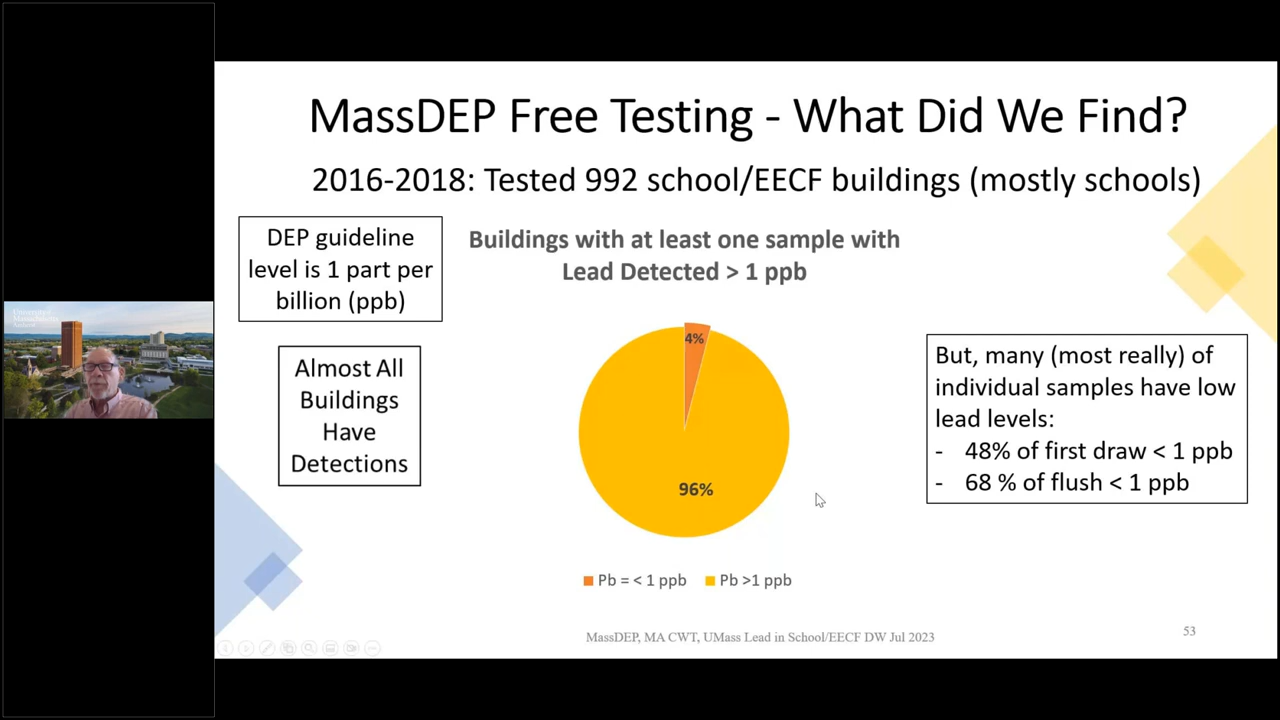 MassDEP Free Testing - What Did We Find?
2016-2018: Tested 992 school/EECF buildings (mostly schools)
DEP guideline
level is 1 part per
billion (ppb)
Almost All
Buildings
Have
Detections
Buildings with at least one sample with
Lead Detected > 1 ppb
4%
96%
Pb = < 1 ppb
Pb >1 ppb
But, many (most really) of
individual samples have low
lead levels:
- 48% of first draw < 1 ppb
- 68 % of flush < 1 ppb
MassDEP, MA CWT, UMass Lead in School/EECF DW Jul 2023
53